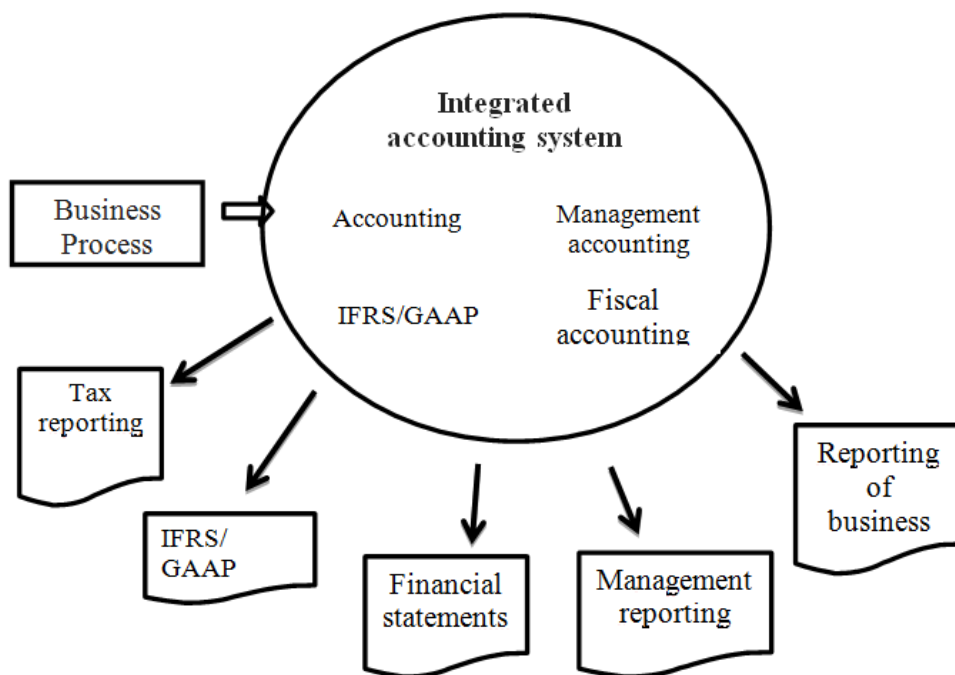 Integrated
accounting system
Business
Process
Accounting
Management
accounting
IFRS/GAAP
Fiscal
accounting
Tax
reporting
IFRS/
GAAP
Financial
statements
Management
reporting
Reporting
of
business